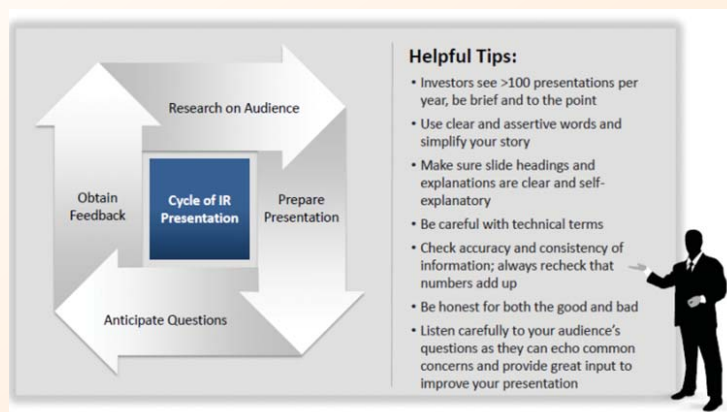 Research on Audience
Obtain
Feedback
Cycle of IR
Presentation
Prepare
Presentation
Anticipate Questions
Helpful Tips:
• Investors see >100 presentations per
year, be brief and to the point
• Use clear and assertive words and
simplify your story
• Make sure slide headings and
explanations are clear and self-
explanatory
• Be careful with technical terms
• Check accuracy and consistency of
information; always recheck that
numbers add up
• Be honest for both the good and bad
• Listen carefully to your audience's
questions as they can echo common
concerns and provide great input to
improve your presentation